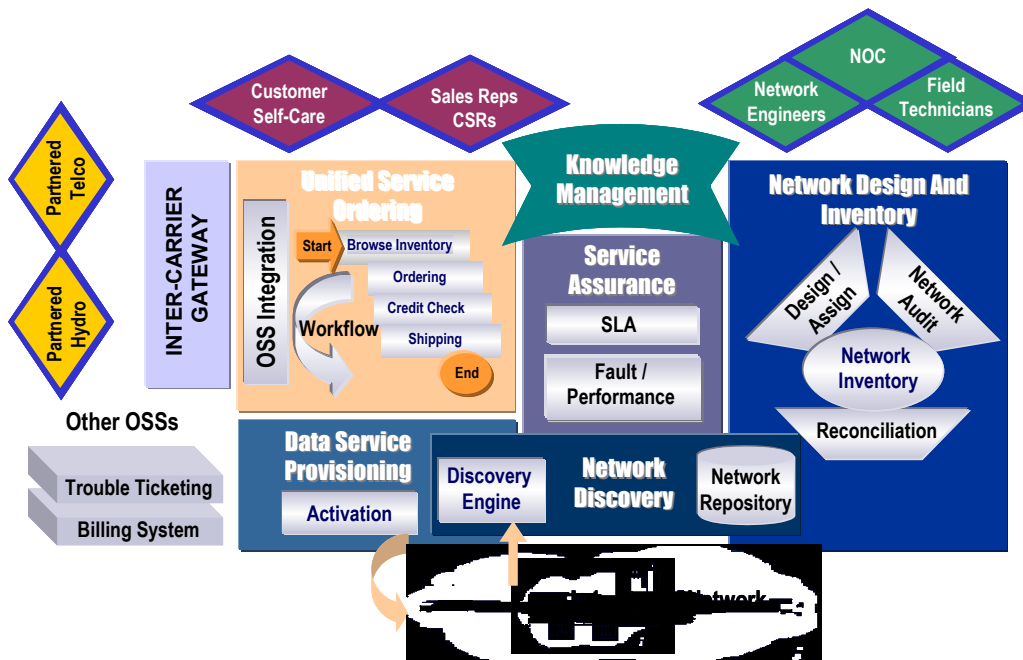 NOC
Customer
Self-Care
Sales Reps
CSRs
Network
Engineers
Field
Technicians
Partnered
Telco
Partnered
Hydro
INTER-CARRIER
GATEWAY
Unified Service
Ordering
OSS Integration
Start
Browse Inventory
Ordering
Credit Check
Shipping
Workflow
End
Knowledge
Management
Service
Assurance
SLA
Fault /
Performance
Network Design And
Inventory
Design /
Assign
Network
Audit
Network
Inventory
Reconciliation
Other OSSs
Trouble Ticketing
Billing System
Data Service
Provisioning
Activation
Discovery
Engine
Network
Discovery
Network
Repository
Network